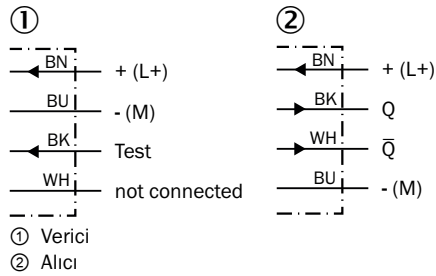 ① ②
BN + (L+) BN + (L+)
BU - (M) BK Q
BK Test WH Q̅
WH not connected BU - (M)
① Verici
② Alıcı